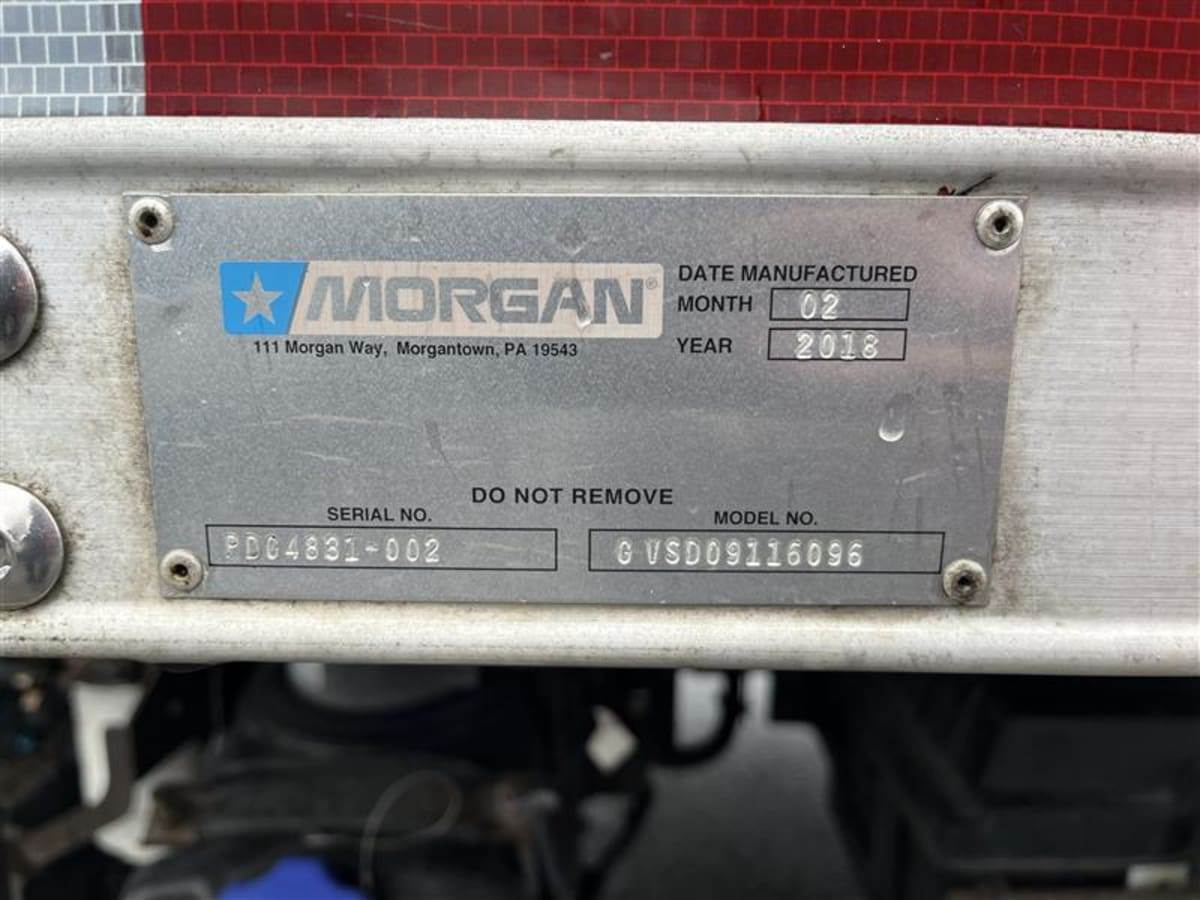 MORGAN®
111 Morgan Way, Morgantown, PA 19543
DATE MANUFACTURED
MONTH 02
YEAR 2018
DO NOT REMOVE
SERIAL NO.
PDC4831-002
MODEL NO.
GVSD09116096